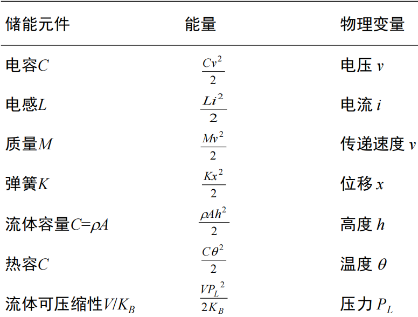 储能元件 能量 物理变量
电容C Cv²/2 电压 v
电感L Li²/2 电流 i
质量M Mv²/2 传递速度 v
弹簧K Kx²/2 位移 x
流体容量C=ρA ρAh²/2 高度 h
热容C Cθ²/2 温度 θ
流体可压缩性V/K_B VP_L²/2K_B 压力 P_L